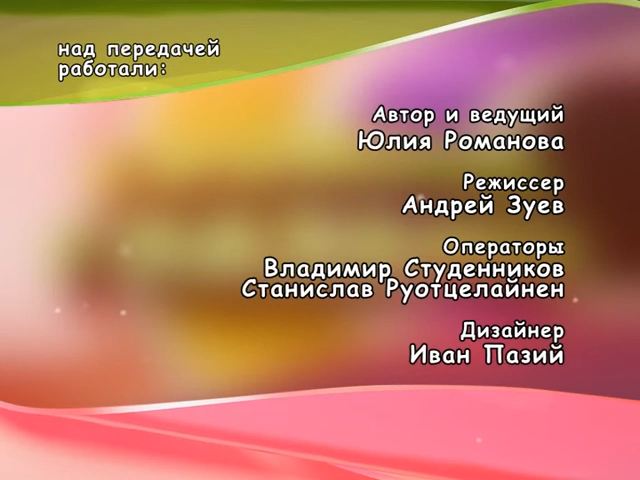 над передачей
работали:
Автор и ведущий
Юлия Романова
Режиссер
Андрей Зуев
Операторы
Владимир Студенников
Станислав Руотцелайнен
Дизайнер
Иван Пазий